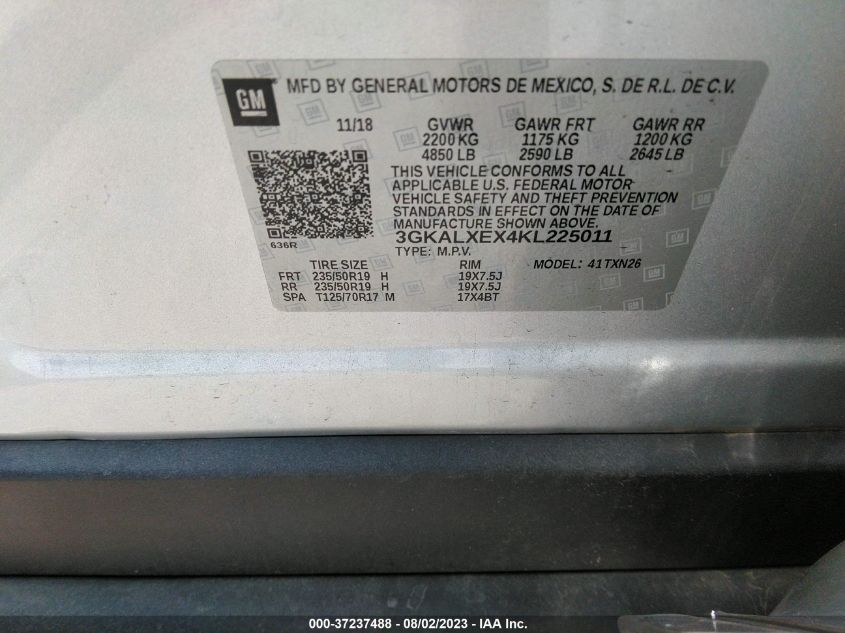 GM
MFD BY GENERAL MOTORS DE MEXICO, S. DE R.L. DE C.V.
11/18 GVWR GAWR FRT GAWR RR
2200 KG 1175 KG 1200 KG
4850 LB 2590 LB 2645 LB
THIS VEHICLE CONFORMS TO ALL
APPLICABLE U.S. FEDERAL MOTOR
VEHICLE SAFETY AND THEFT PREVENTION
STANDARDS IN EFFECT ON THE DATE OF
MANUFACTURE SHOWN ABOVE.
3GKALXEX4KL225011
636R
TYPE: M.P.V.
TIRE SIZE RIM MODEL: 41TXN26
FRT 235/50R19 H 19X7.5J
RR 235/50R19 H 19X7.5J
SPA T125/70R17 M 17X4BT
000-37237488 - 08/02/2023 - IAA Inc.